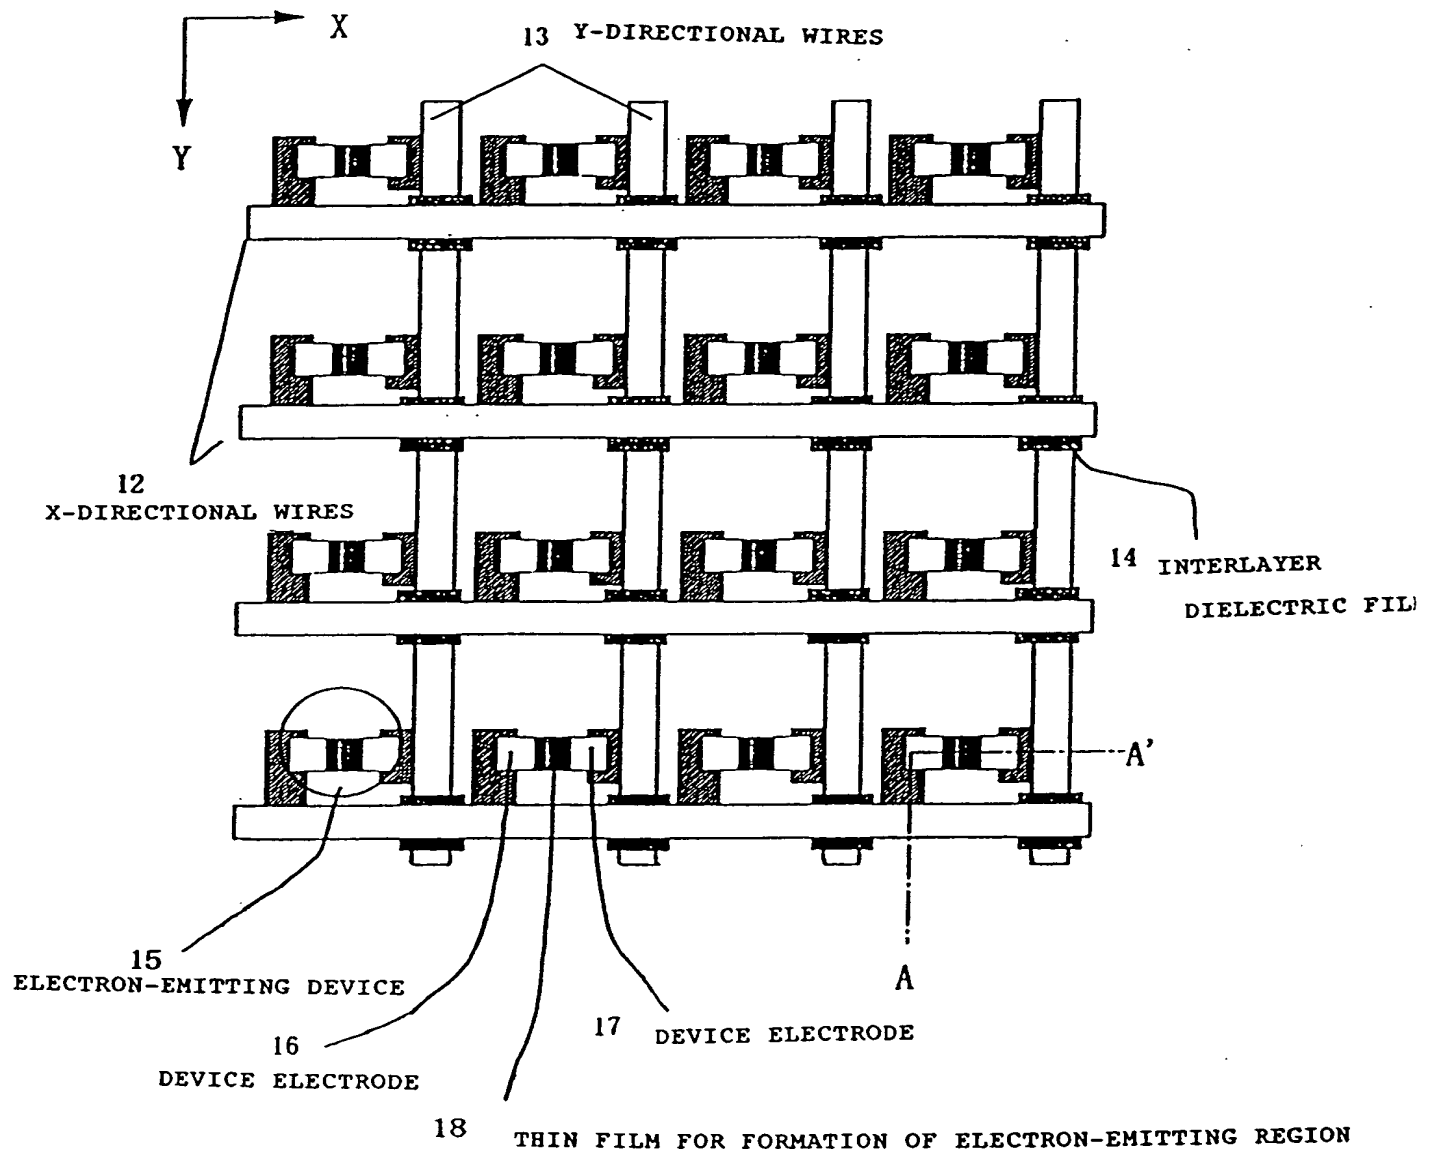 X
13 Y-DIRECTIONAL WIRES
Y
12
X-DIRECTIONAL WIRES
14 INTERLAYER
DIELECTRIC FIL
A'
15
ELECTRON-EMITTING DEVICE
A
17 DEVICE ELECTRODE
16
DEVICE ELECTRODE
18 THIN FILM FOR FORMATION OF ELECTRON-EMITTING REGION